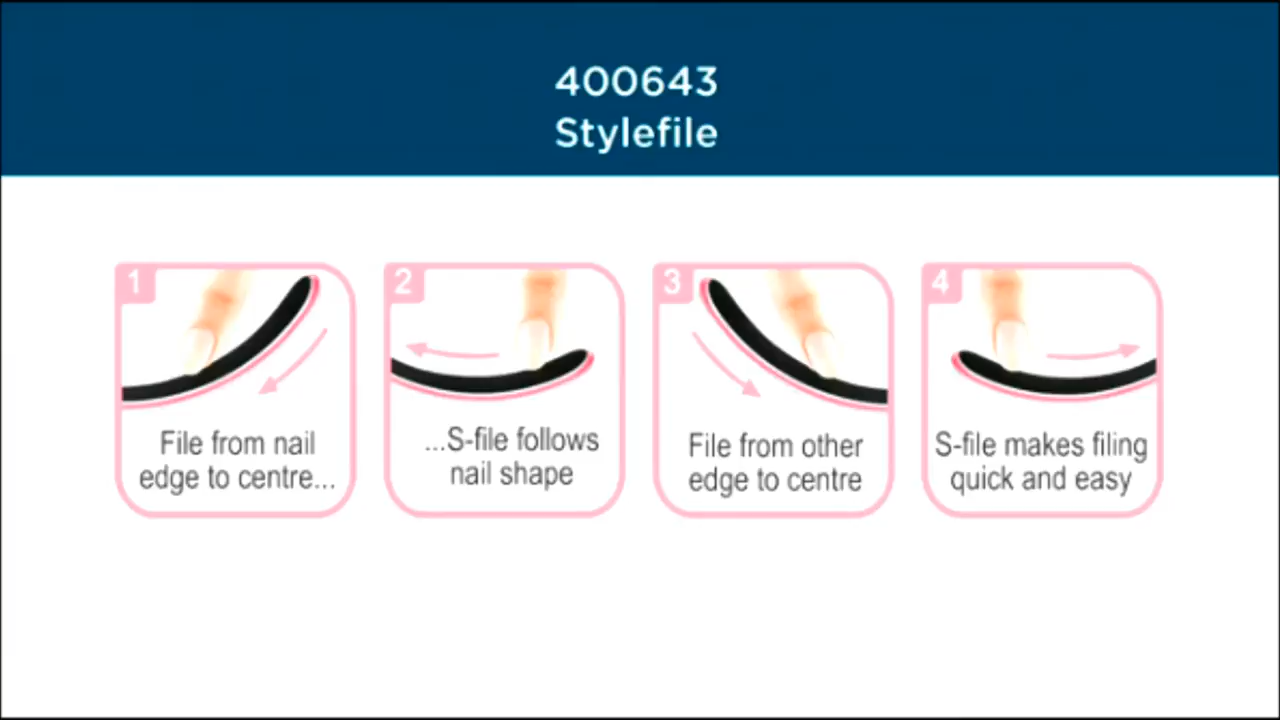 400643
Stylefile
1
File from nail
edge to centre...
2
...S-file follows
nail shape
3
File from other
edge to centre
4
S-file makes filing
quick and easy